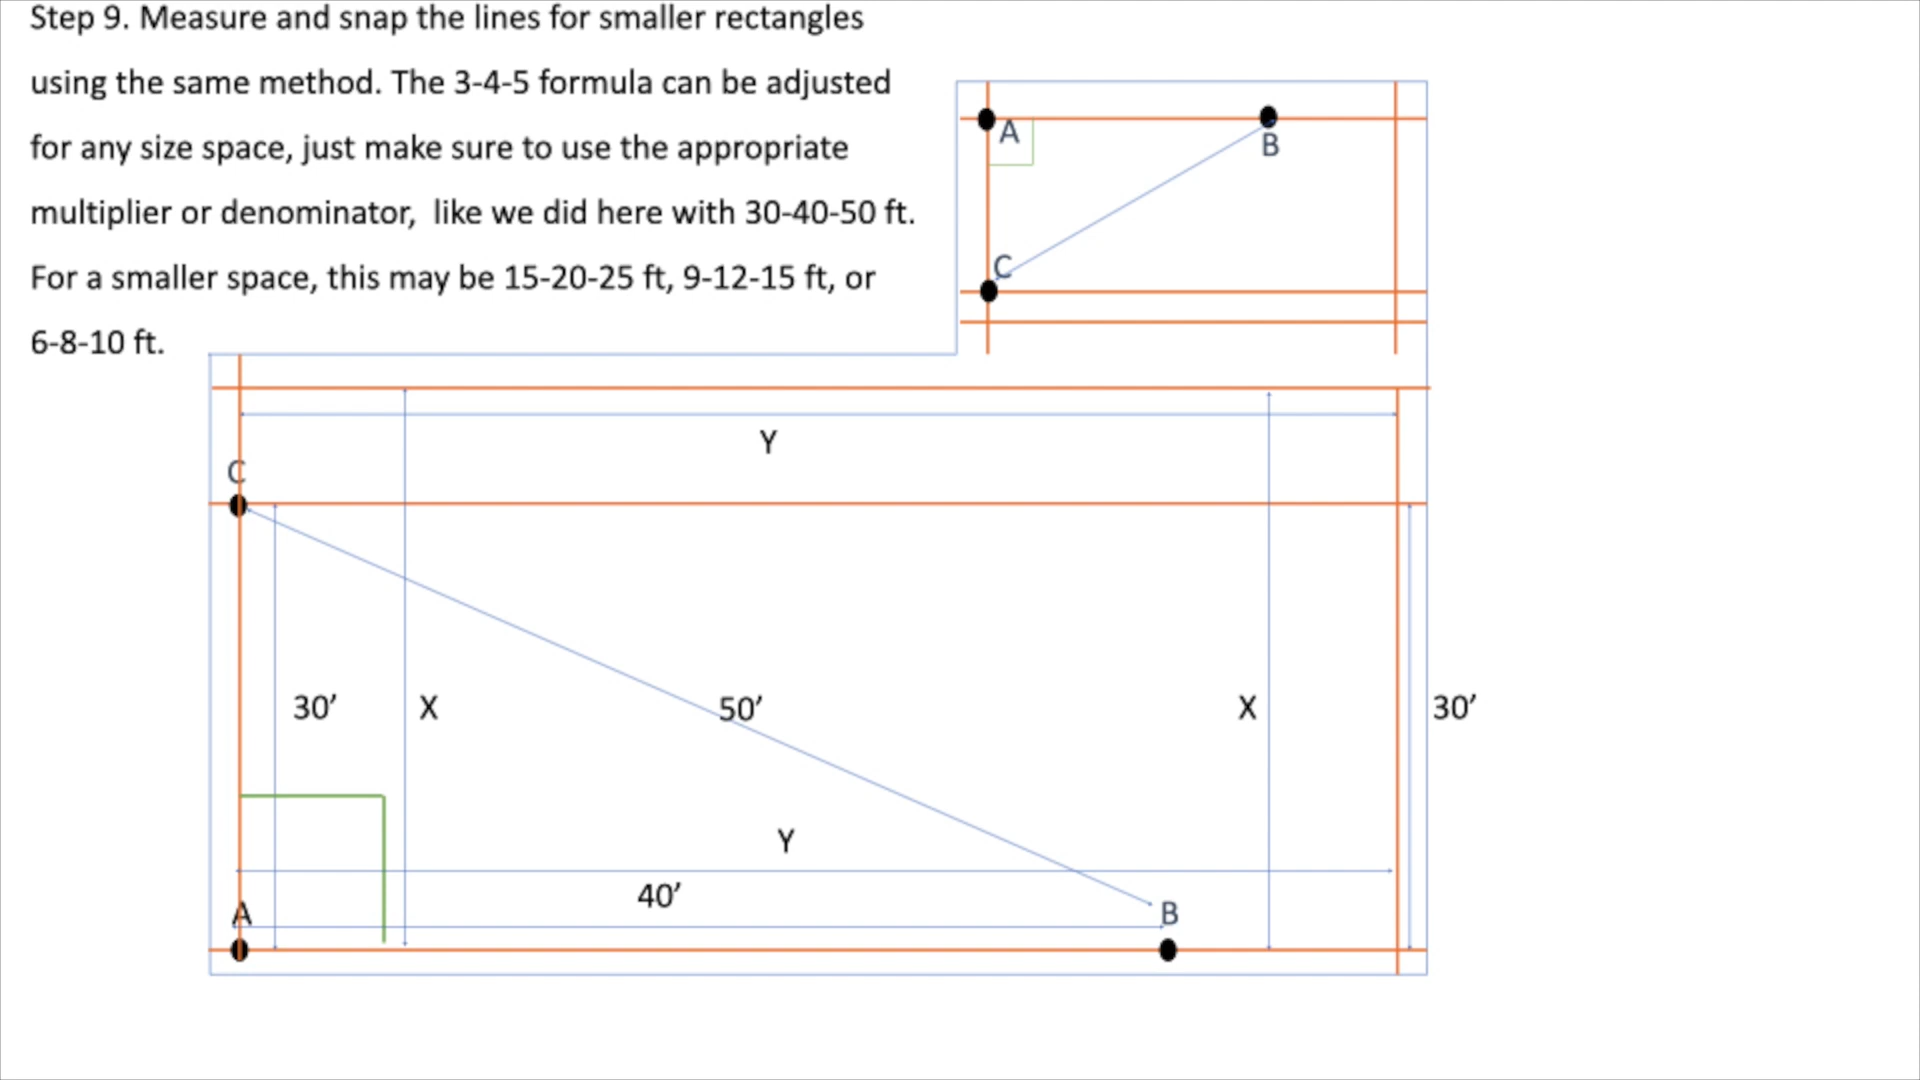 Step 9. Measure and snap the lines for smaller rectangles
using the same method. The 3-4-5 formula can be adjusted
for any size space, just make sure to use the appropriate
multiplier or denominator,  like we did here with 30-40-50 ft.
For a smaller space, this may be 15-20-25 ft, 9-12-15 ft, or
6-8-10 ft.
A
B
C
Y
C
30’
X
50’
X
30’
Y
40’
A
B